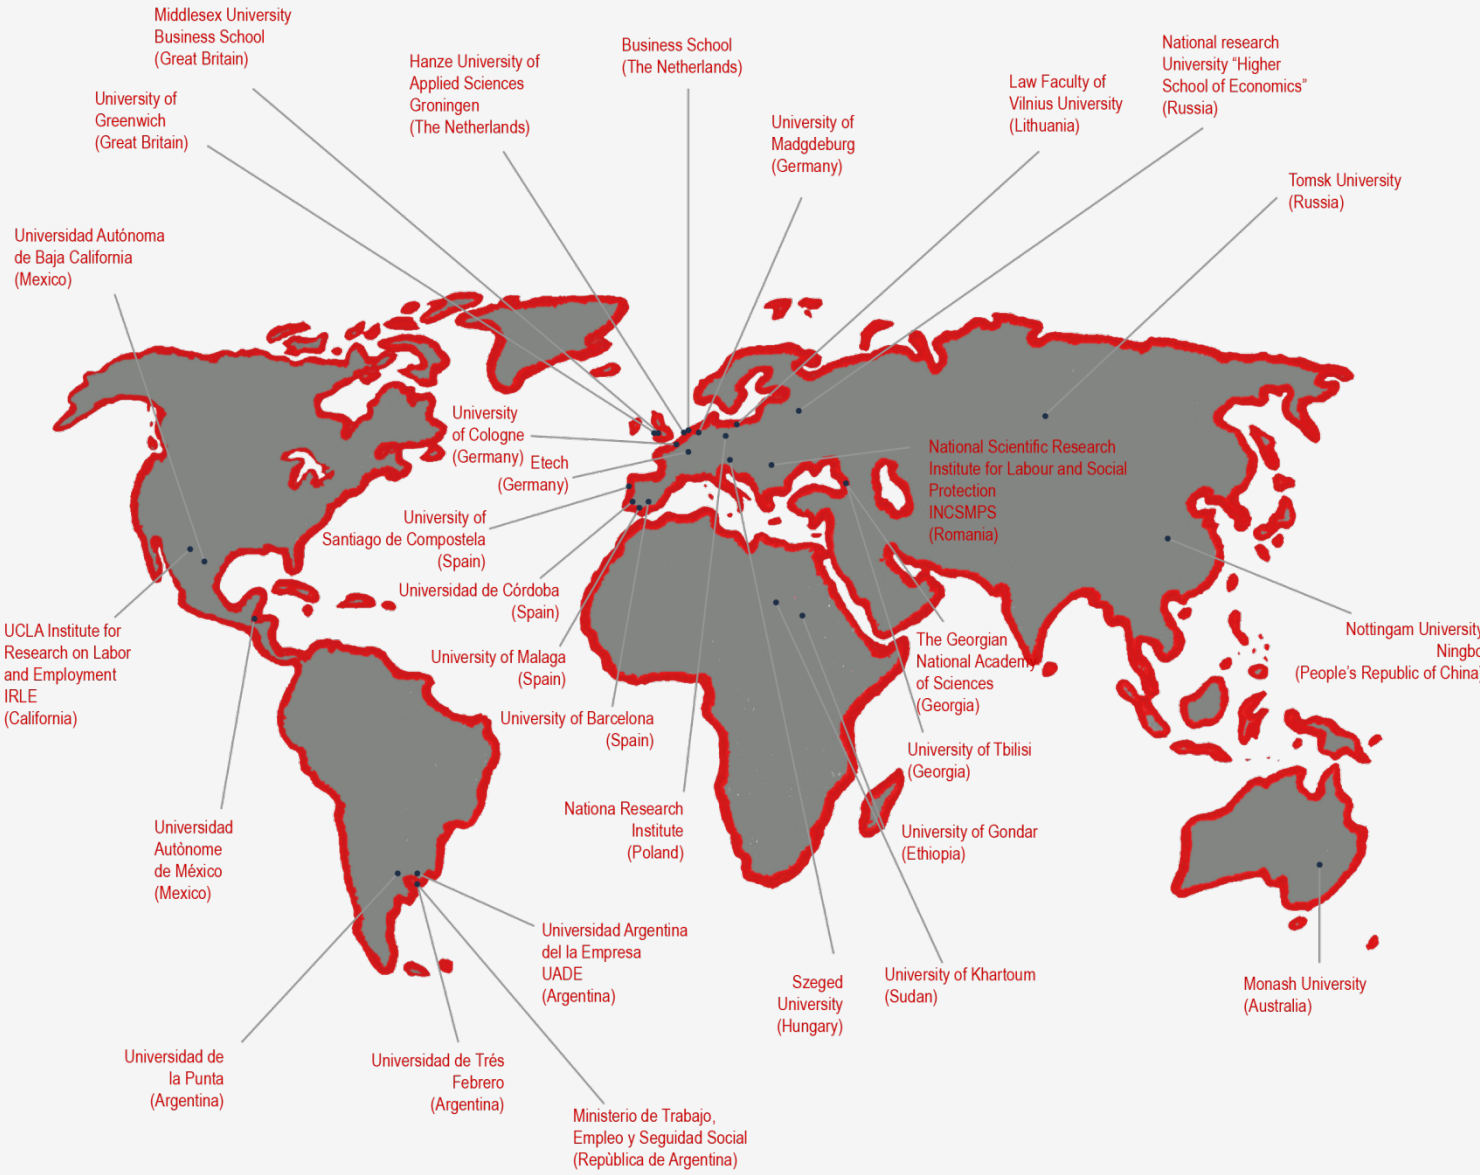 Middlesex University
Business School
(Great Britain)
University of
Greenwich
(Great Britain)
Hanze University of
Applied Sciences
Groningen
(The Netherlands)
Business School
(The Netherlands)
University of
Madgdeburg
(Germany)
Law Faculty of
Vilnius University
(Lithuania)
National research
University “Higher
School of Economics”
(Russia)
Tomsk University
(Russia)
Universidad Autónoma
de Baja California
(Mexico)
University
of Cologne
(Germany)
Etech
(Germany)
University of
Santiago de Compostela
(Spain)
Universidad de Córdoba
(Spain)
University of Malaga
(Spain)
University of Barcelona
(Spain)
Nationa Research
Institute
(Poland)
National Scientific Research
Institute for Labour and Social
Protection
INCSMPS
(Romania)
The Georgian
National Academy
of Sciences
(Georgia)
University of Tbilisi
(Georgia)
University of Gondar
(Ethiopia)
University of Khartoum
(Sudan)
Szeged
University
(Hungary)
Nottingam University
Ningbo
(People’s Republic of China)
Monash University
(Australia)
UCLA Institute for
Research on Labor
and Employment
IRLE
(California)
Universidad
Autònome
de México
(Mexico)
Universidad Argentina
del la Empresa
UADE
(Argentina)
Universidad de
la Punta
(Argentina)
Universidad de Trés
Febrero
(Argentina)
Ministerio de Trabajo,
Empleo y Seguidad Social
(Repùblica de Argentina)